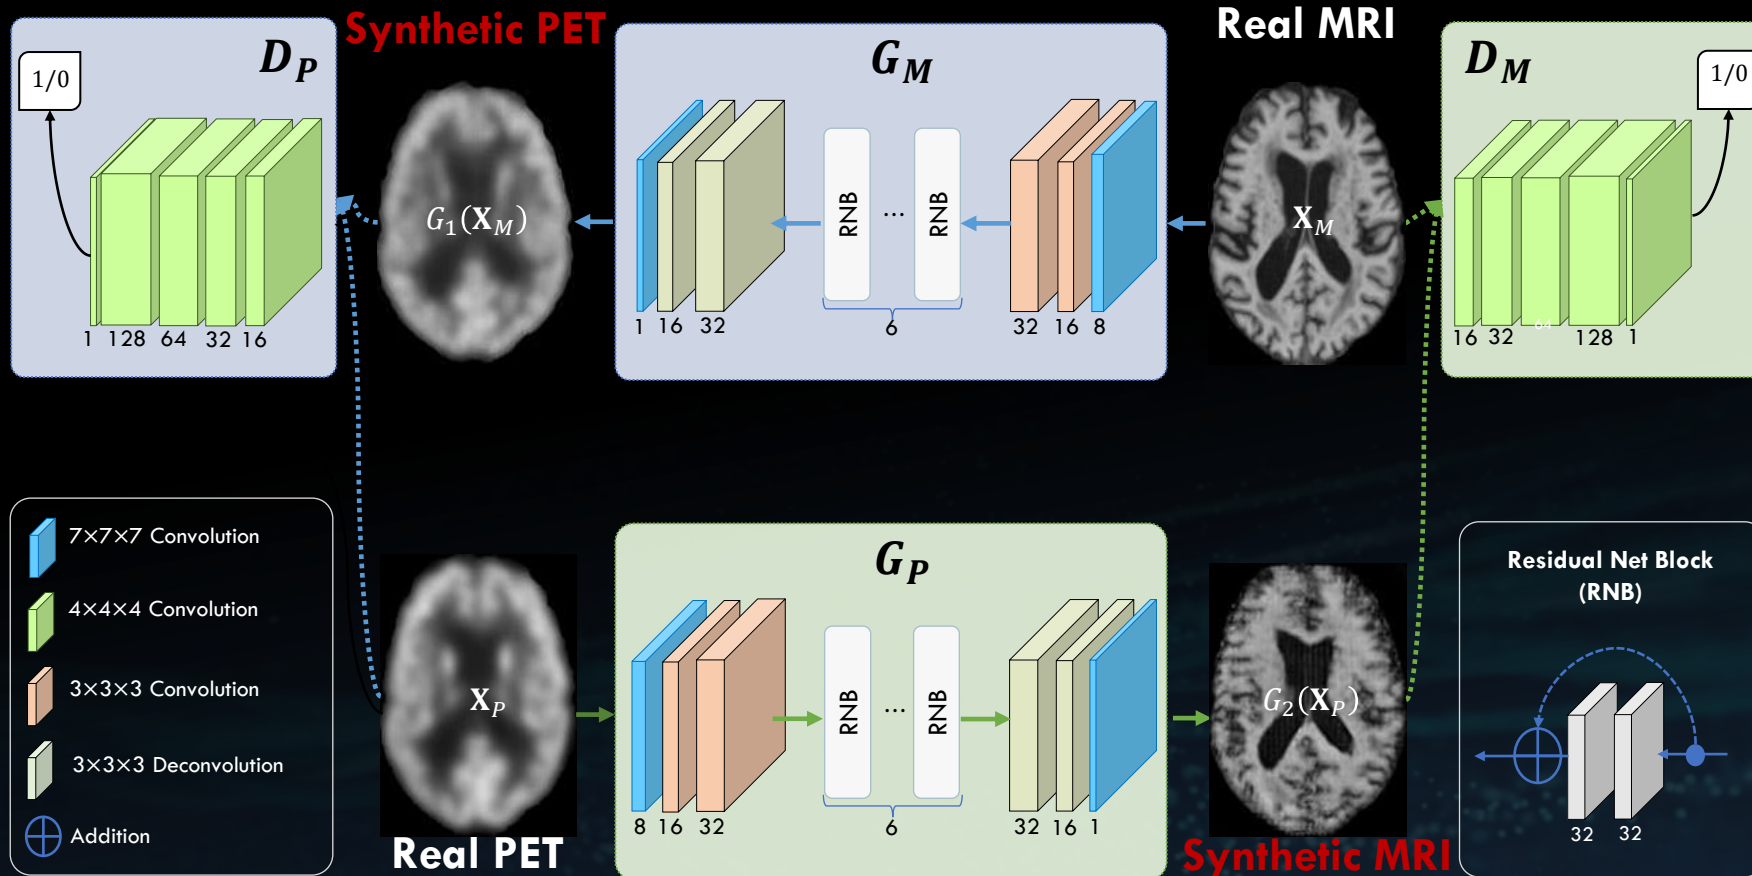 Synthetic PET
Real MRI
D_P
1/0
1 128 64 32 16
G₁(X_M)
G_M
RNB ... RNB
6
1 16 32
32 16 8
X_M
D_M
1/0
16 32 64 128 1
7×7×7 Convolution
4×4×4 Convolution
3×3×3 Convolution
3×3×3 Deconvolution
Addition
X_P
Real PET
G_P
RNB ... RNB
6
8 16 32
32 16 1
G₂(X_P)
Synthetic MRI
Residual Net Block
(RNB)
32 32